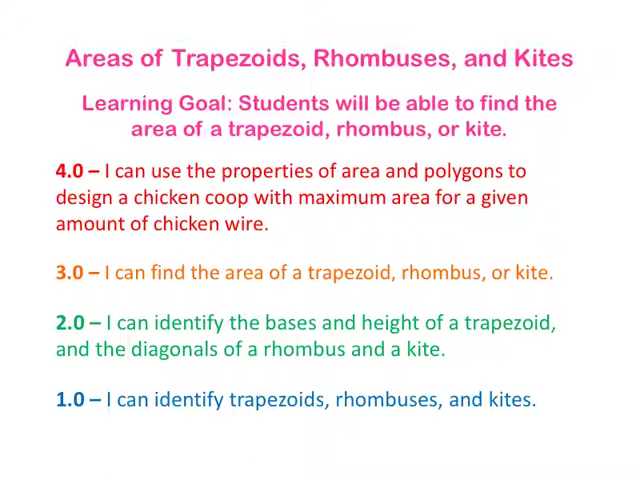 Areas of Trapezoids, Rhombuses, and Kites
Learning Goal: Students will be able to find the
area of a trapezoid, rhombus, or kite.
4.0 – I can use the properties of area and polygons to
design a chicken coop with maximum area for a given
amount of chicken wire.
3.0 – I can find the area of a trapezoid, rhombus, or kite.
2.0 – I can identify the bases and height of a trapezoid,
and the diagonals of a rhombus and a kite.
1.0 – I can identify trapezoids, rhombuses, and kites.